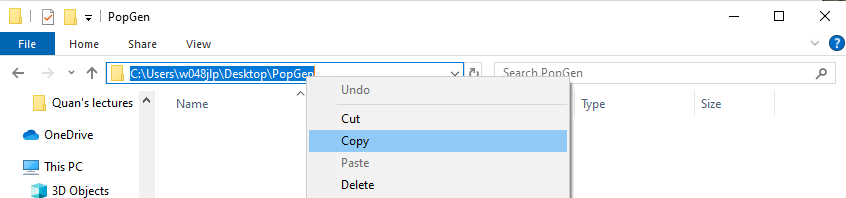 PopGen
File Home Share View
C:\Users\w048jlp\Desktop\PopGen
Search PopGen
Quan's lectures
Name
Type
Size
OneDrive
This PC
3D Objects
Undo
Cut
Copy
Paste
Delete